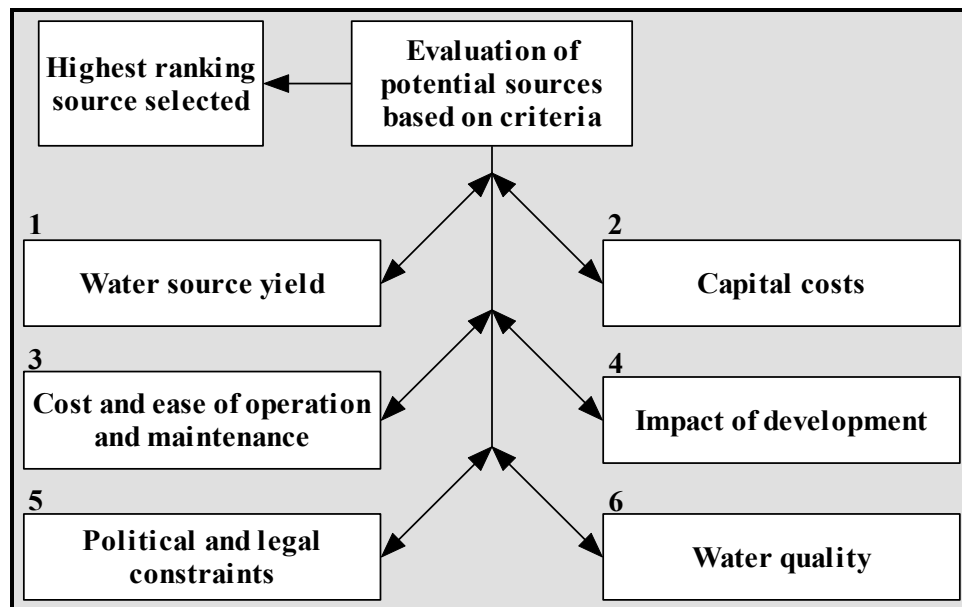 Highest ranking
source selected
Evaluation of
potential sources
based on criteria
1
Water source yield
2
Capital costs
3
Cost and ease of operation
and maintenance
4
Impact of development
5
Political and legal
constraints
6
Water quality